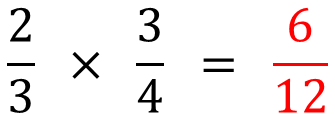 2/3 × 3/4 = 6/12